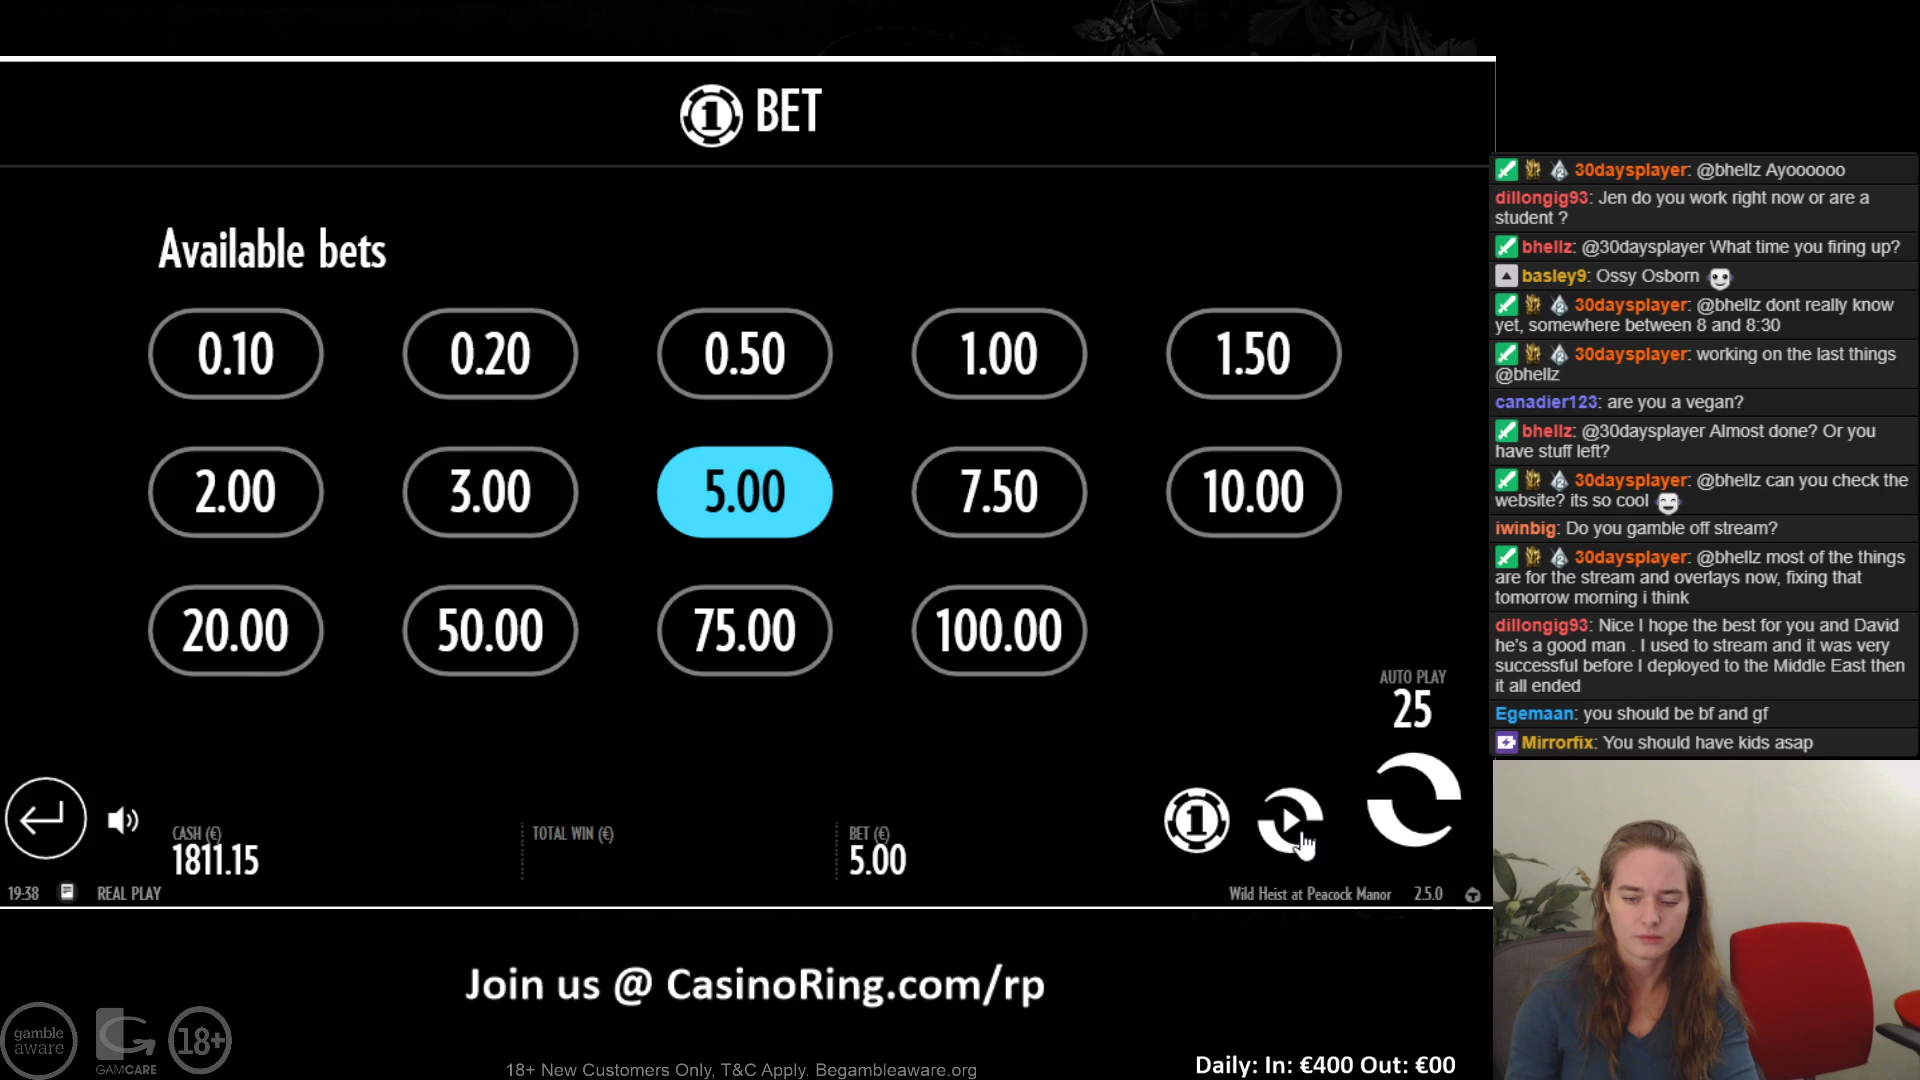 1 BET
Available bets
0.10 0.20 0.50 1.00 1.50
2.00 3.00 5.00 7.50 10.00
20.00 50.00 75.00 100.00
AUTO PLAY
25
CASH (€)
1811.15
TOTAL WIN (€)
BET (€)
5.00
1
19:38 REAL PLAY
Wild Heist at Peacock Manor 2.5.0
Join us @ CasinoRing.com/rp
gamble
aware
GAMCARE
18+
18+ New Customers Only, T&C Apply. Begambleaware.org
Daily: In: €400 Out: €00
2 30daysplayer: @bhellz Ayoooooo
dillongig93: Jen do you work right now or are a
student ?
bhellz: @30daysplayer What time you firing up?
basley9: Ossy Osborn
2 30daysplayer: @bhellz dont really know
yet, somewhere between 8 and 8:30
2 30daysplayer: working on the last things
@bhellz
canadier123: are you a vegan?
bhellz: @30daysplayer Almost done? Or you
have stuff left?
2 30daysplayer: @bhellz can you check the
website? its so cool
iwinbig: Do you gamble off stream?
2 30daysplayer: @bhellz most of the things
are for the stream and overlays now, fixing that
tomorrow morning i think
dillongig93: Nice I hope the best for you and David
he's a good man . I used to stream and it was very
successful before I deployed to the Middle East then
it all ended
Egemaan: you should be bf and gf
Mirrorfix: You should have kids asap